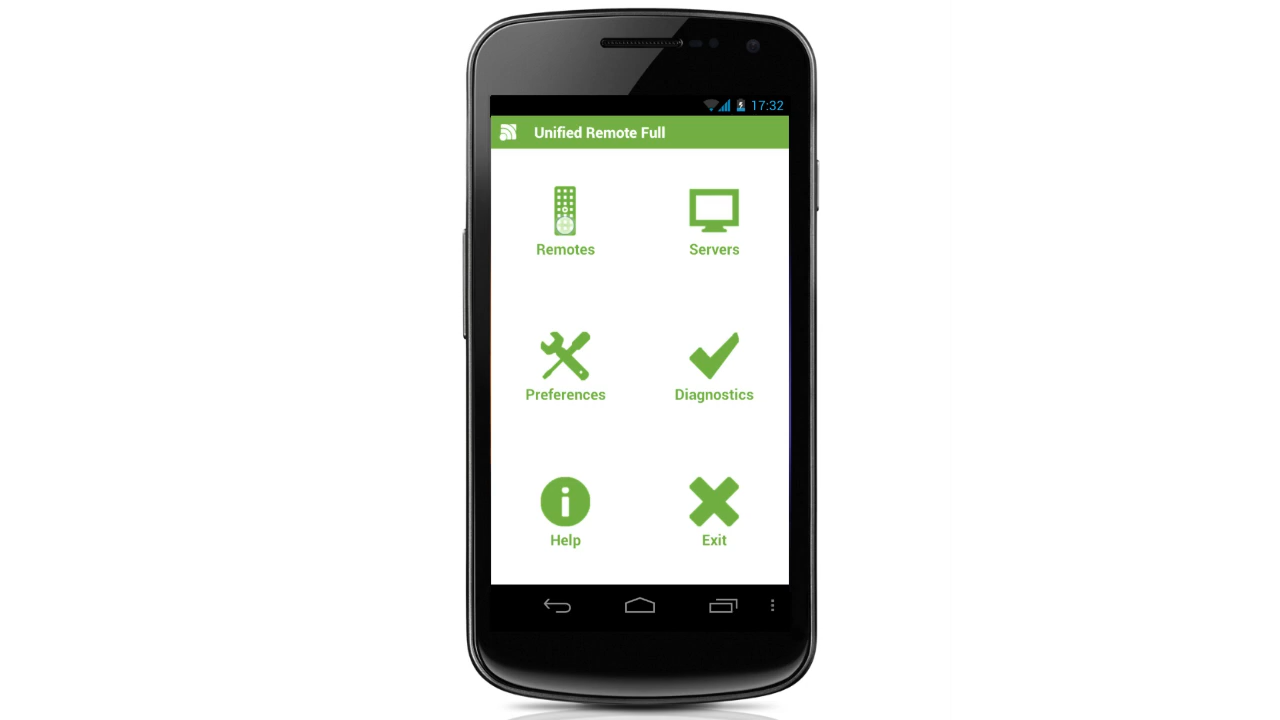 17:32
Unified Remote Full
Remotes
Servers
Preferences
Diagnostics
Help
Exit